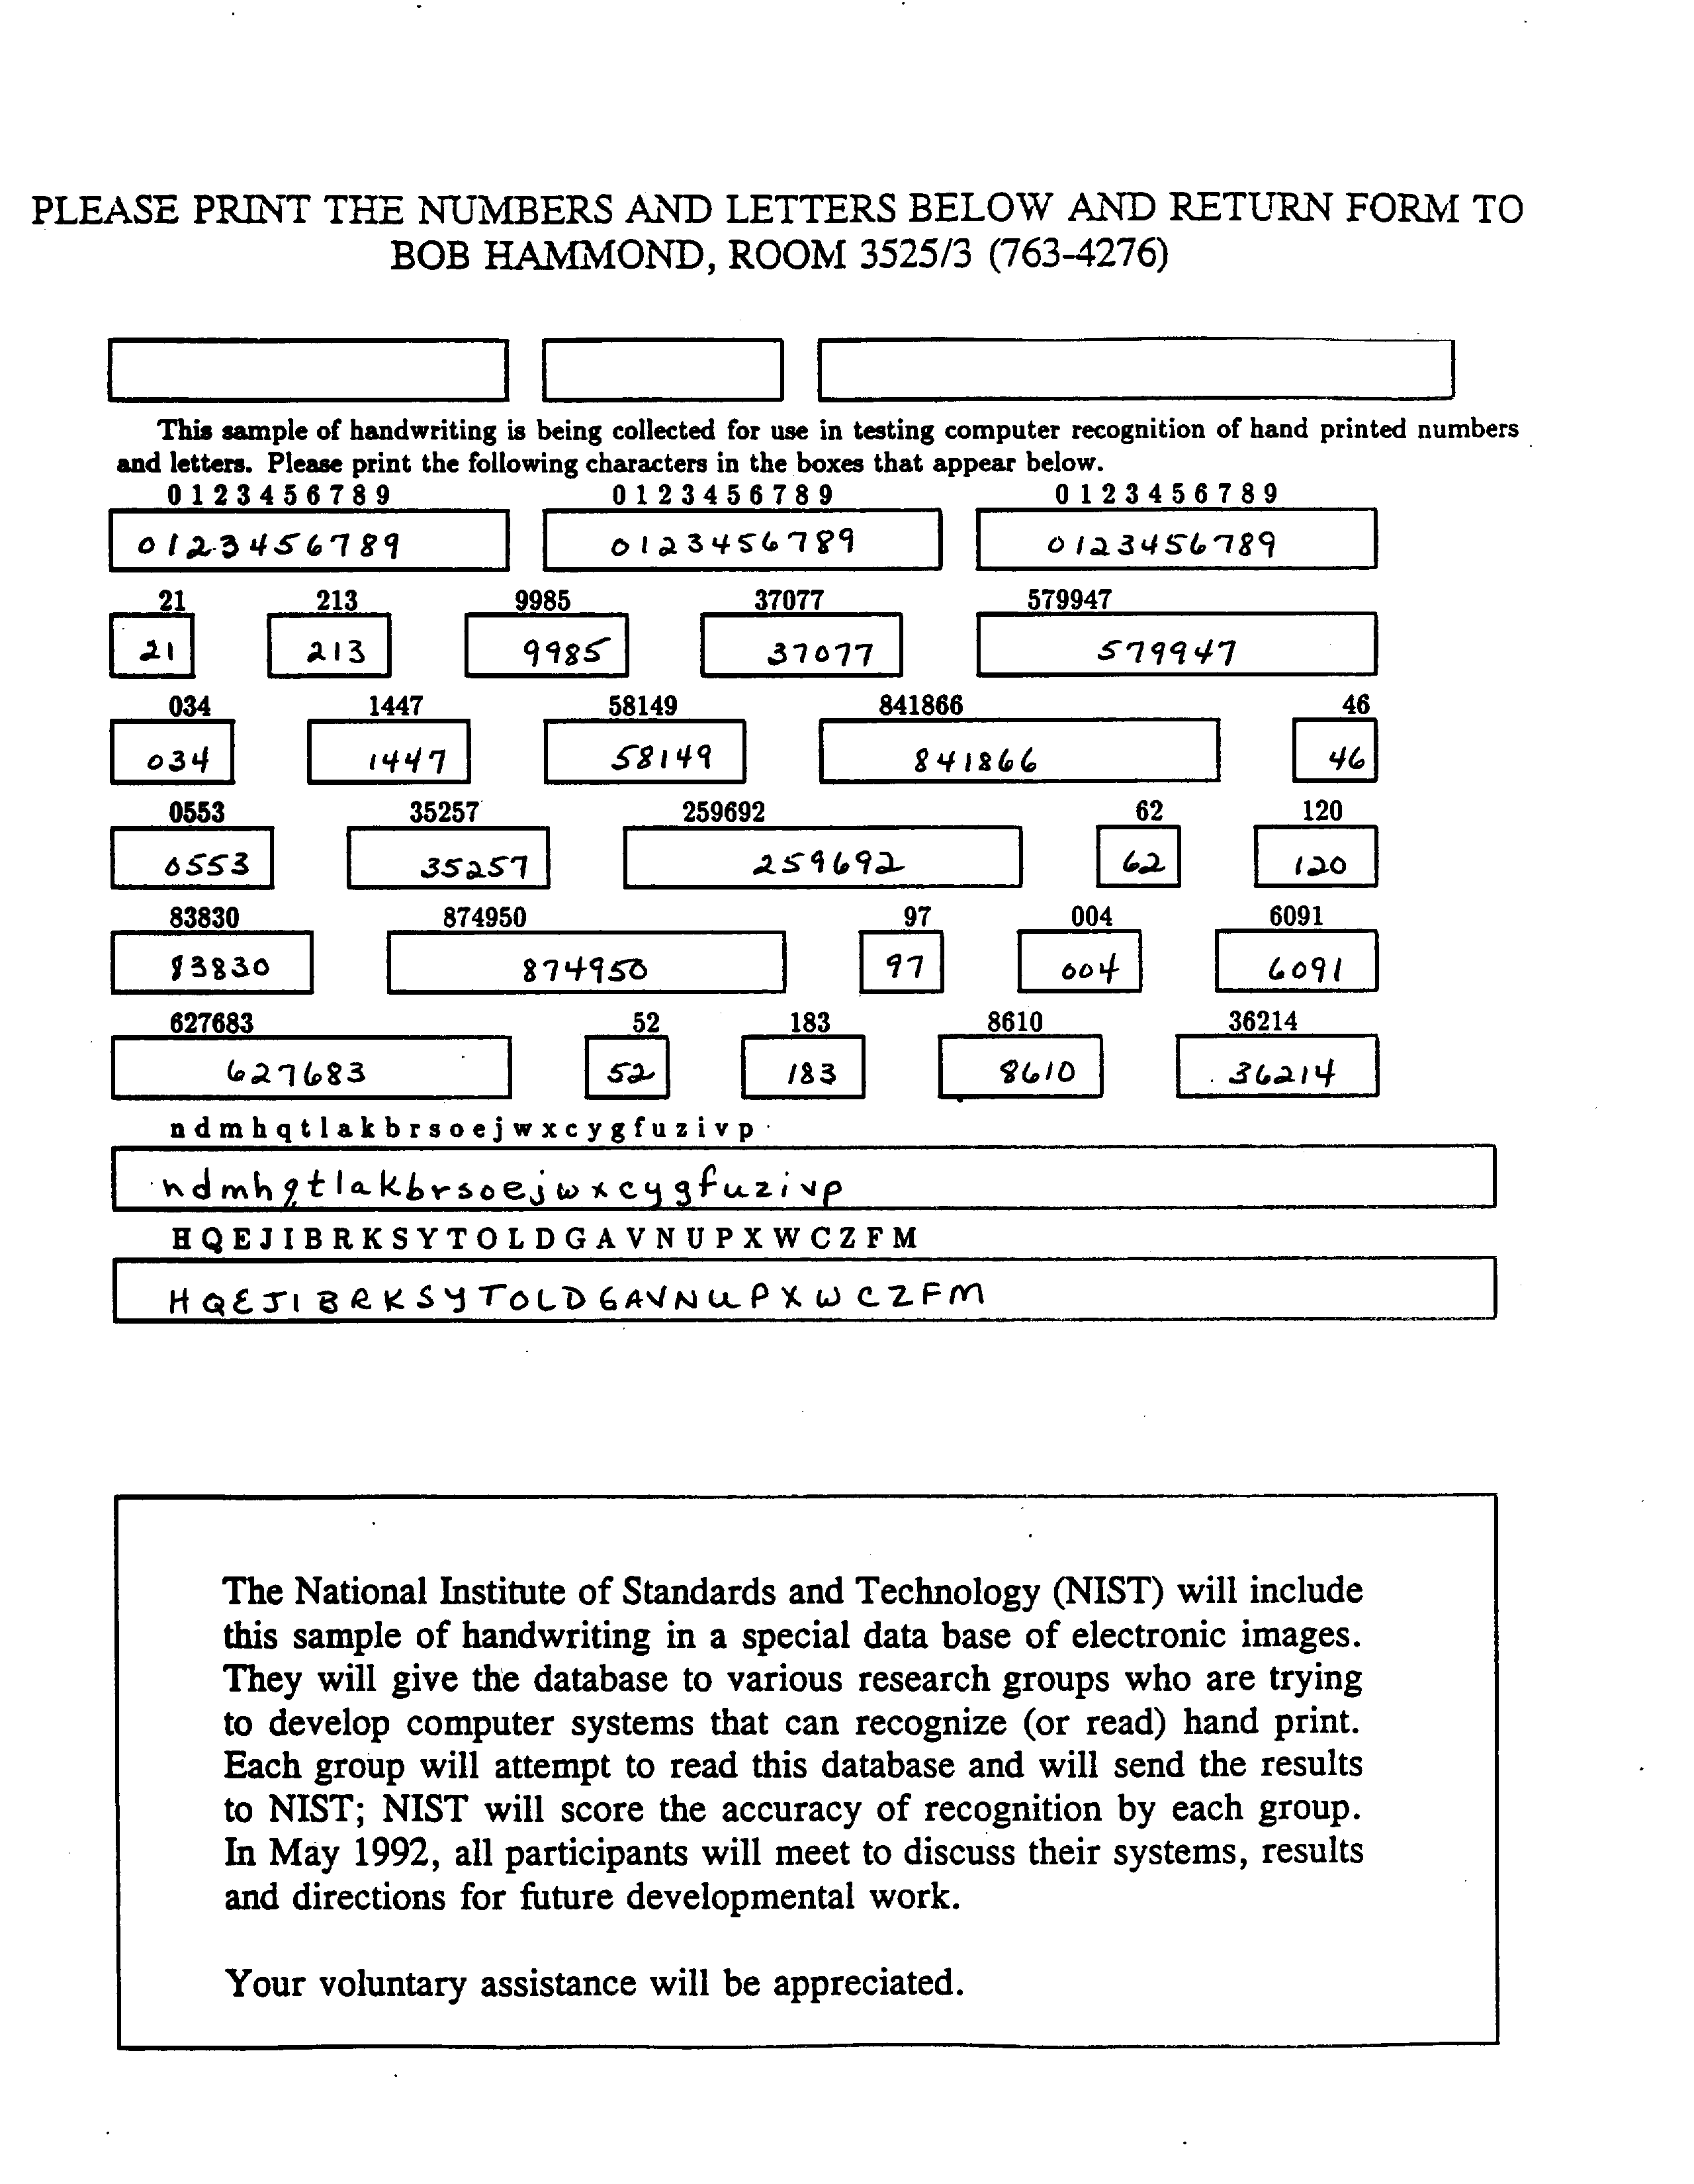 PLEASE PRINT THE NUMBERS AND LETTERS BELOW AND RETURN FORM TO
BOB HAMMOND, ROOM 3525/3 (763-4276)
This sample of handwriting is being collected for use in testing computer recognition of hand printed numbers
and letters. Please print the following characters in the boxes that appear below.
0 1 2 3 4 5 6 7 8 9 0 1 2 3 4 5 6 7 8 9 0 1 2 3 4 5 6 7 8 9
0123456789 0123456789 0123456789
21 213 9985 37077 579947
21 213 9985 37077 579947
034 1447 58149 841866 46
034 1447 58149 841866 46
0553 35257 259692 62 120
0553 35257 259692 62 120
83830 874950 97 004 6091
83830 874950 97 004 6091
627683 52 183 8610 36214
627683 52 183 8610 36214
n d m h q t l a k b r s o e j w x c y g f u z i v p
ndmhqtlakbrsoejwxcygfuzivp
H Q E J I B R K S Y T O L D G A V N U P X W C Z F M
HQEJIBRKSYTOLDGAVNUPXWCZFM
The National Institute of Standards and Technology (NIST) will include
this sample of handwriting in a special data base of electronic images.
They will give the database to various research groups who are trying
to develop computer systems that can recognize (or read) hand print.
Each group will attempt to read this database and will send the results
to NIST; NIST will score the accuracy of recognition by each group.
In May 1992, all participants will meet to discuss their systems, results
and directions for future developmental work.
Your voluntary assistance will be appreciated.